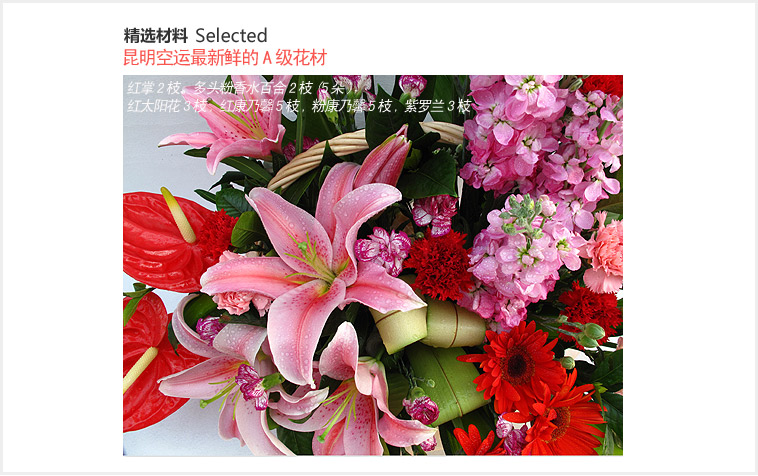 精选材料 Selected
昆明空运最新鲜的 A 级花材
红掌 2 枝。多头粉香水百合 2 枝（5 朵），
红太阳花 3 枝，红康乃馨 5 枝，粉康乃馨 5 枝，紫罗兰 3 枝